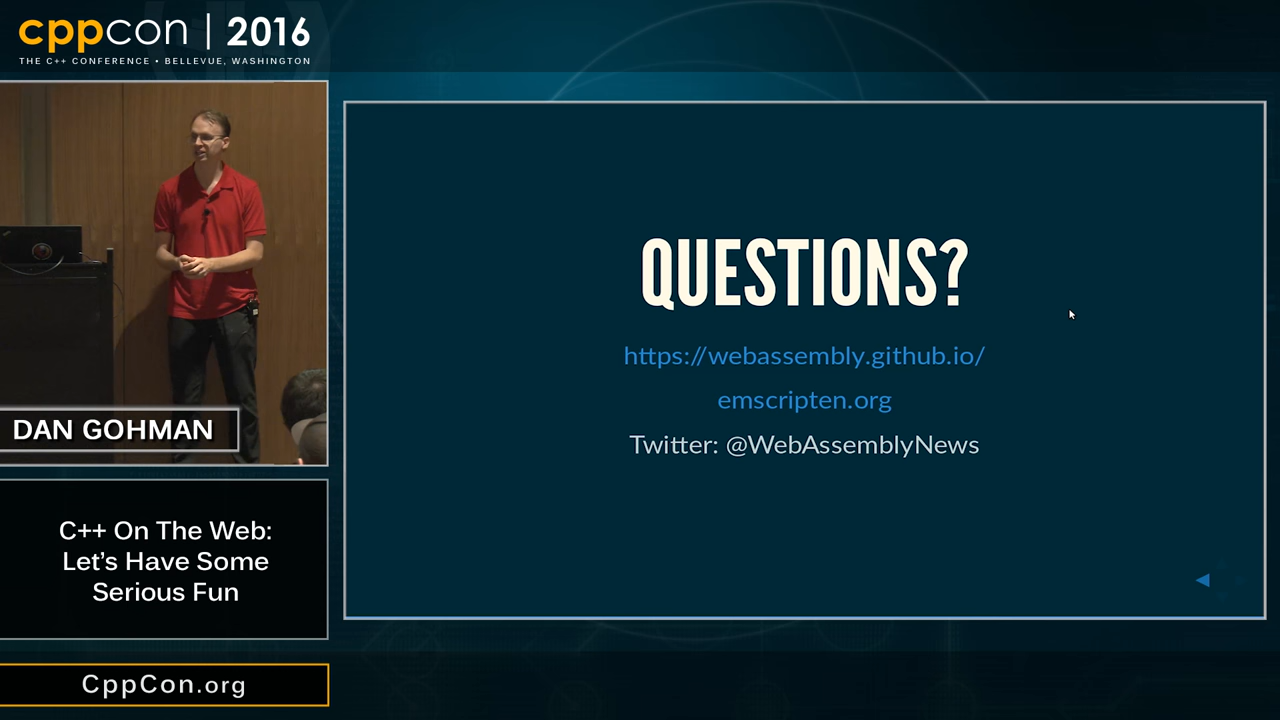 cppcon | 2016
THE C++ CONFERENCE • BELLEVUE, WASHINGTON
DAN GOHMAN
C++ On The Web:
Let's Have Some
Serious Fun
CppCon.org
QUESTIONS?
https://webassembly.github.io/
emscripten.org
Twitter: @WebAssemblyNews